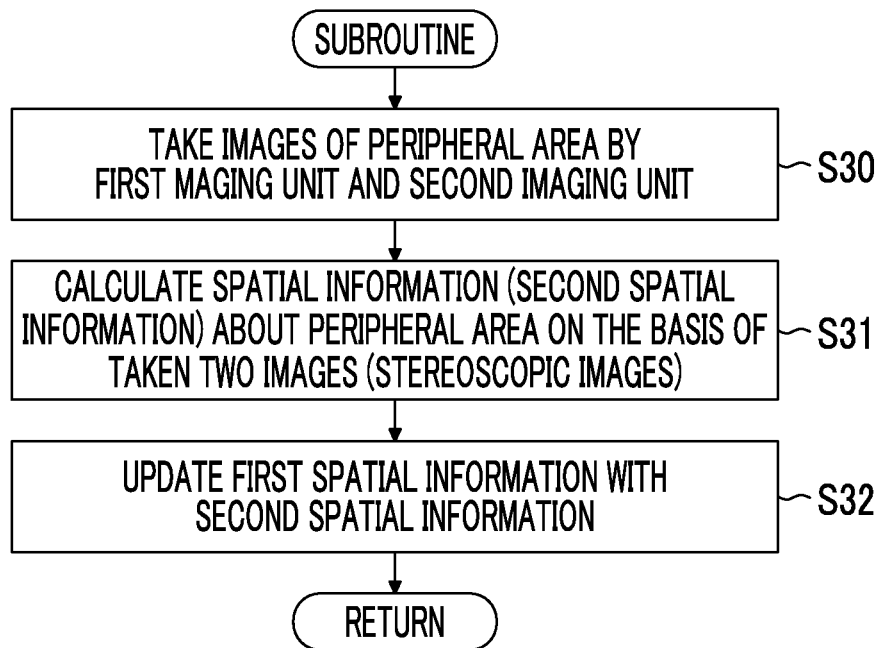 SUBROUTINE
TAKE IMAGES OF PERIPHERAL AREA BY
FIRST MAGING UNIT AND SECOND IMAGING UNIT
S30
CALCULATE SPATIAL INFORMATION (SECOND SPATIAL
INFORMATION) ABOUT PERIPHERAL AREA ON THE BASIS OF
TAKEN TWO IMAGES (STEREOSCOPIC IMAGES)
S31
UPDATE FIRST SPATIAL INFORMATION WITH
SECOND SPATIAL INFORMATION
S32
RETURN